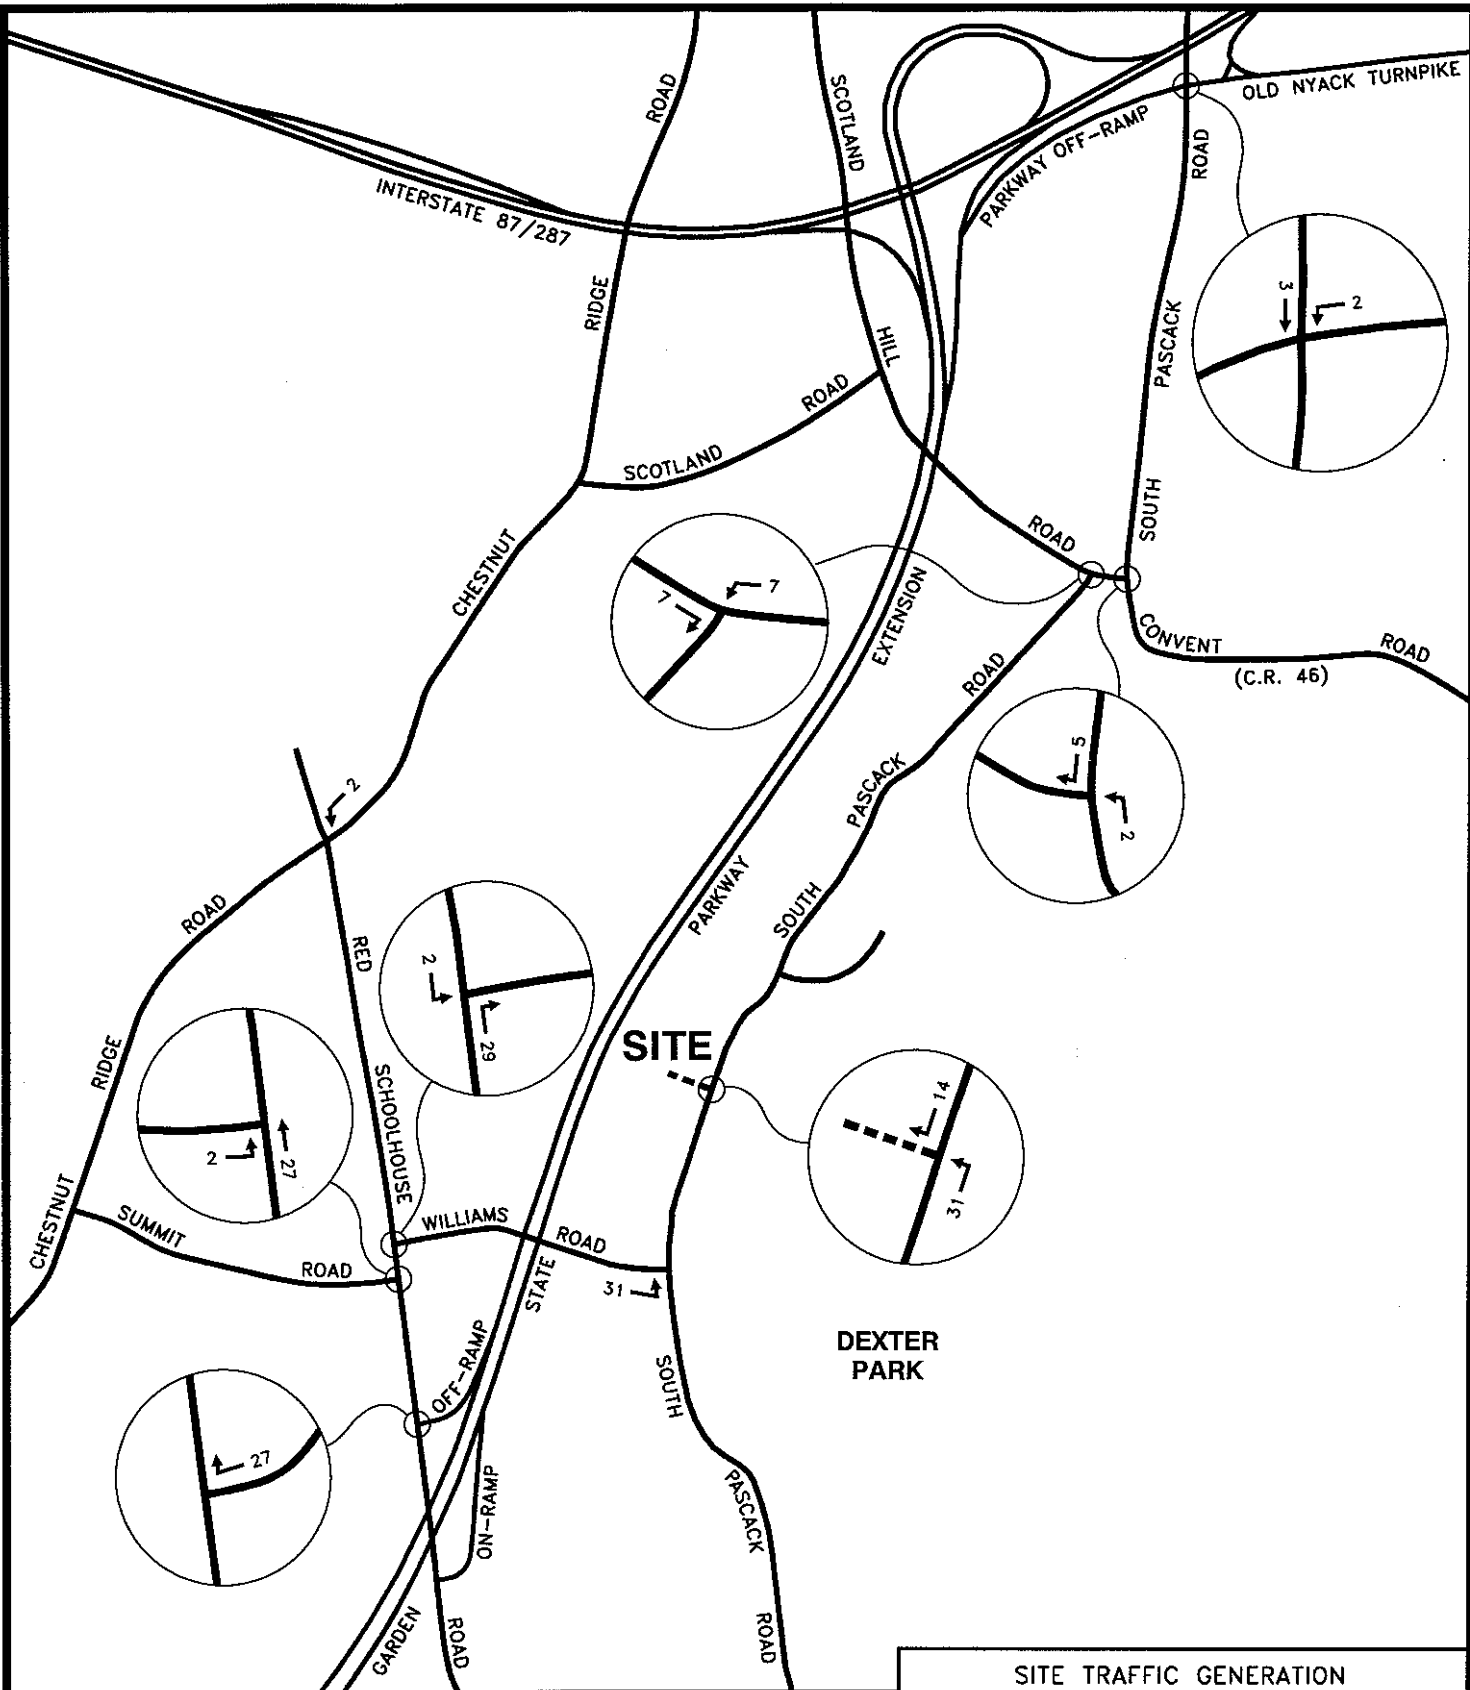 ROAD
SCOTLAND
OLD NYACK TURNPIKE
PARKWAY OFF-RAMP
ROAD
INTERSTATE 87/287
RIDGE
HILL
PASCACK
3
2
ROAD
SCOTLAND
SOUTH
ROAD
CHESTNUT
7
7
EXTENSION
CONVENT
ROAD
(C.R. 46)
ROAD
5
2
2
PASCACK
PARKWAY
SOUTH
ROAD
RED
2
29
SITE
RIDGE
SCHOOLHOUSE
2
27
14
31
CHESTNUT
SUMMIT
ROAD
WILLIAMS
ROAD
STATE
31
DEXTER
PARK
OFF-RAMP
SOUTH
27
ON-RAMP
PASCACK
GARDEN
ROAD
ROAD
SITE TRAFFIC GENERATION